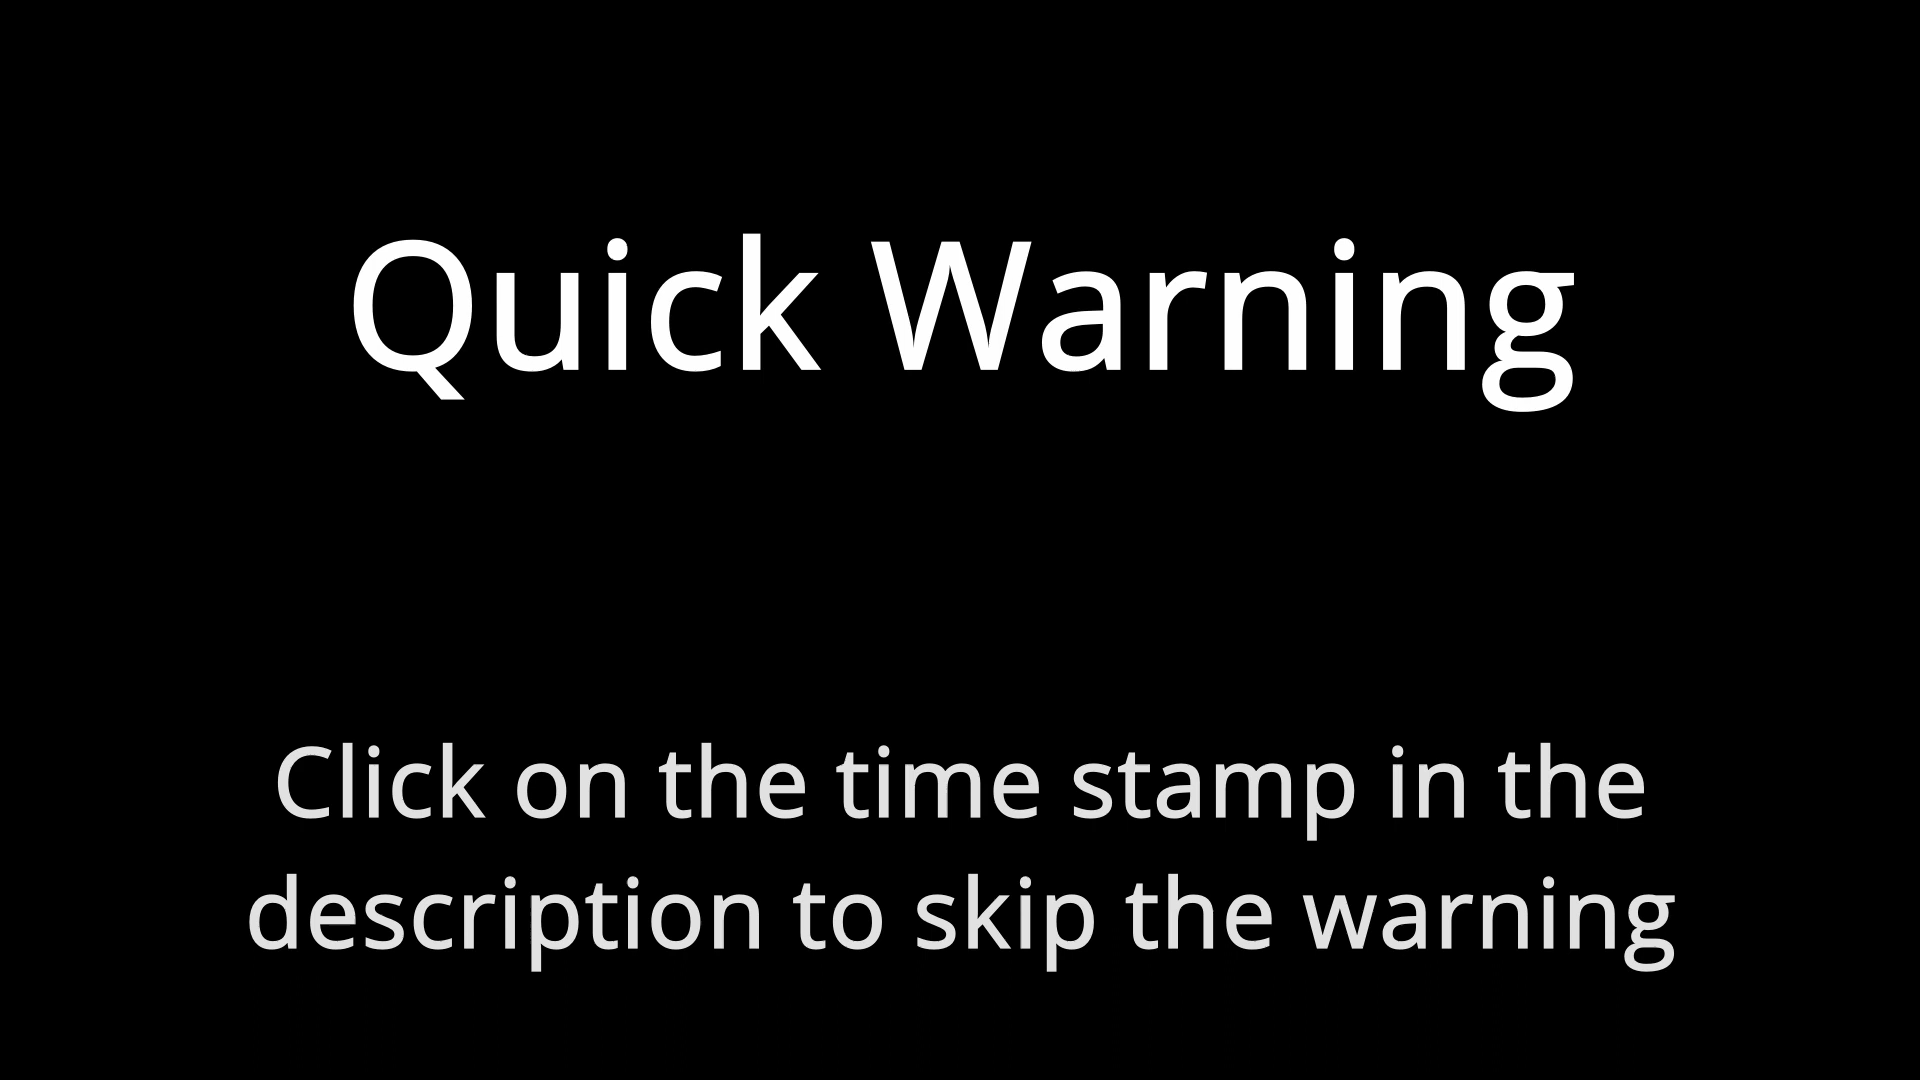 Quick Warning
Click on the time stamp in the
description to skip the warning